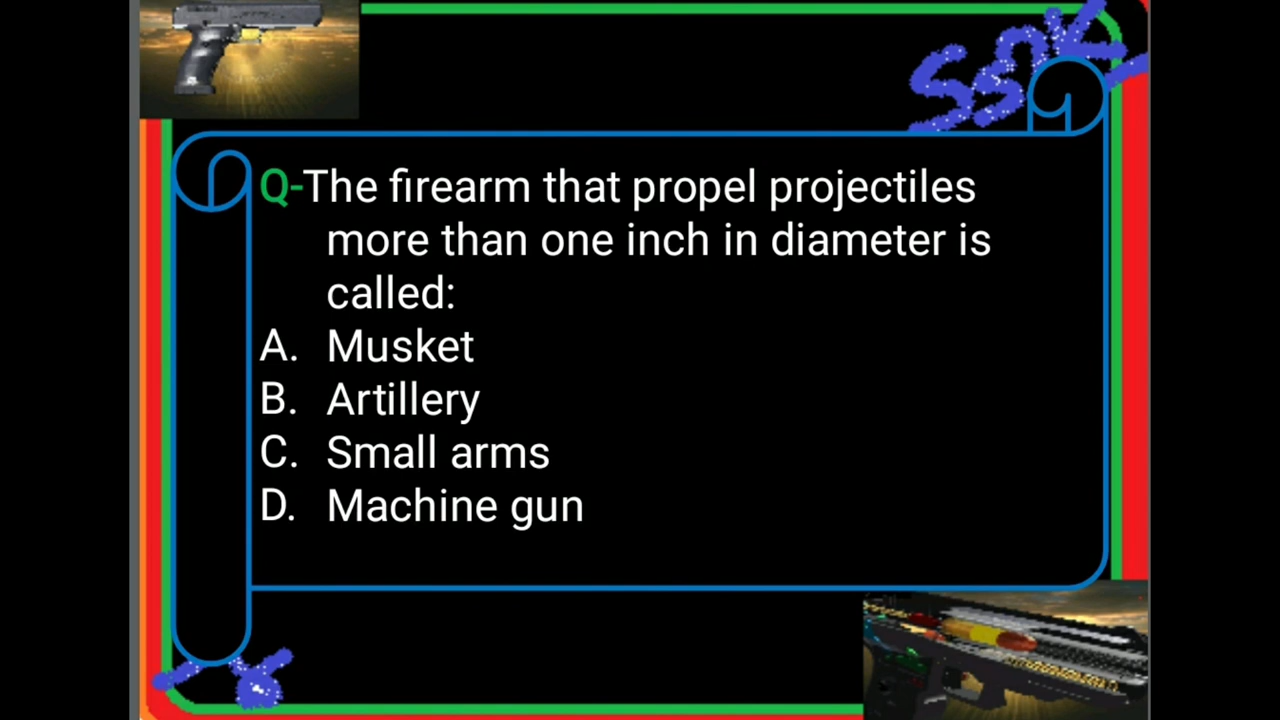 SSNK
Q-The firearm that propel projectiles
more than one inch in diameter is
called:
A. Musket
B. Artillery
C. Small arms
D. Machine gun